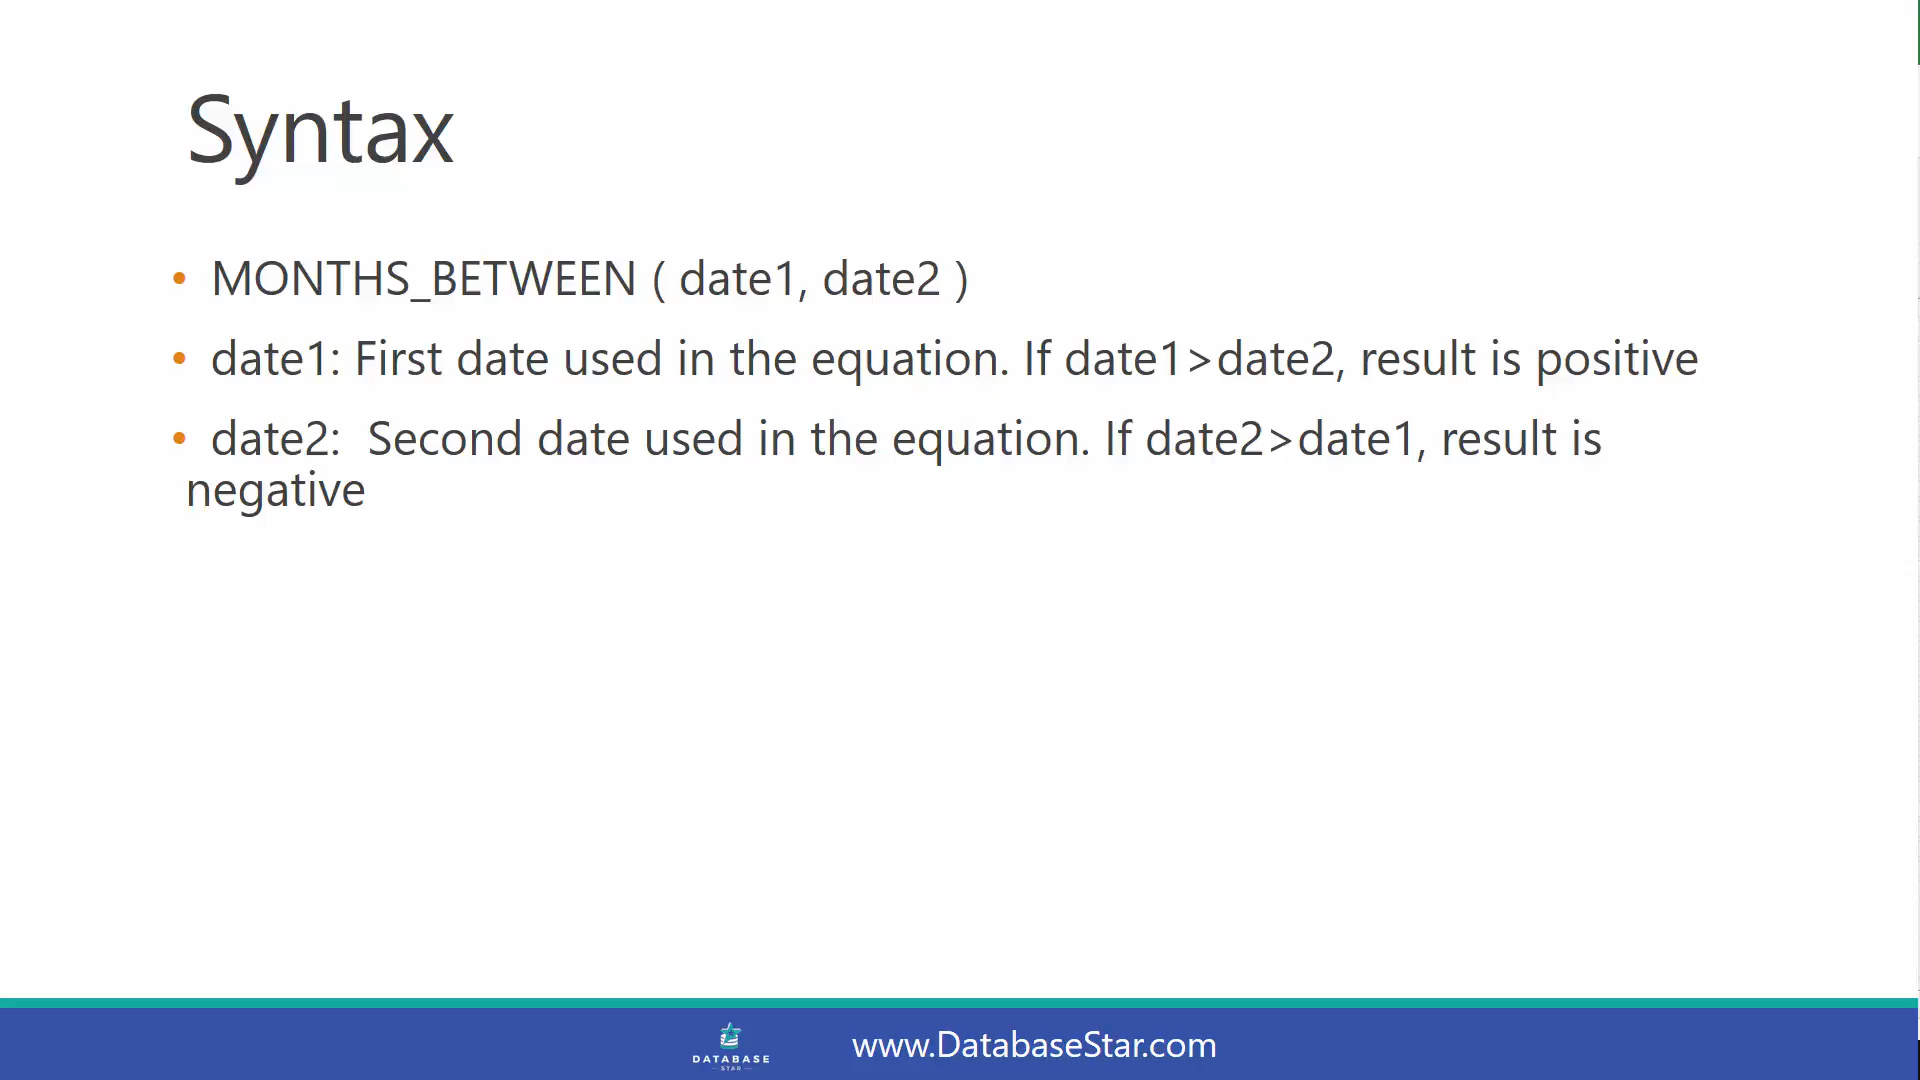 Syntax
• MONTHS_BETWEEN ( date1, date2 )
• date1: First date used in the equation. If date1>date2, result is positive
• date2:  Second date used in the equation. If date2>date1, result is
negative
DATABASE
STAR
www.DatabaseStar.com